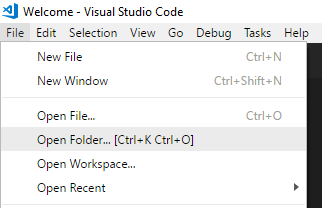 Welcome - Visual Studio Code
File Edit Selection View Go Debug Tasks Help
New File Ctrl+N
New Window Ctrl+Shift+N
Open File... Ctrl+O
Open Folder... [Ctrl+K Ctrl+O]
Open Workspace...
Open Recent